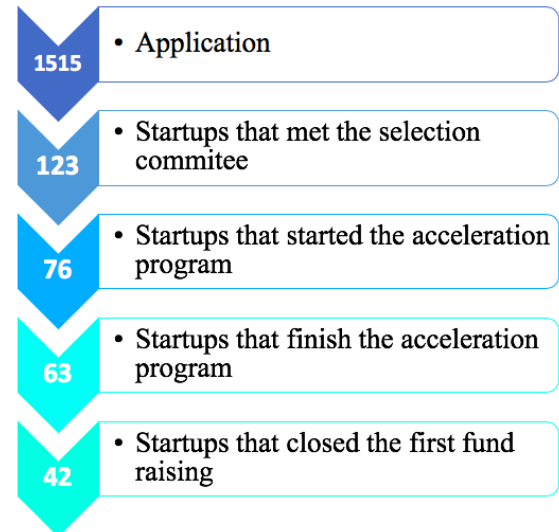 1515
• Application
123
• Startups that met the selection
commitee
76
• Startups that started the acceleration
program
63
• Startups that finish the acceleration
program
42
• Startups that closed the first fund
raising